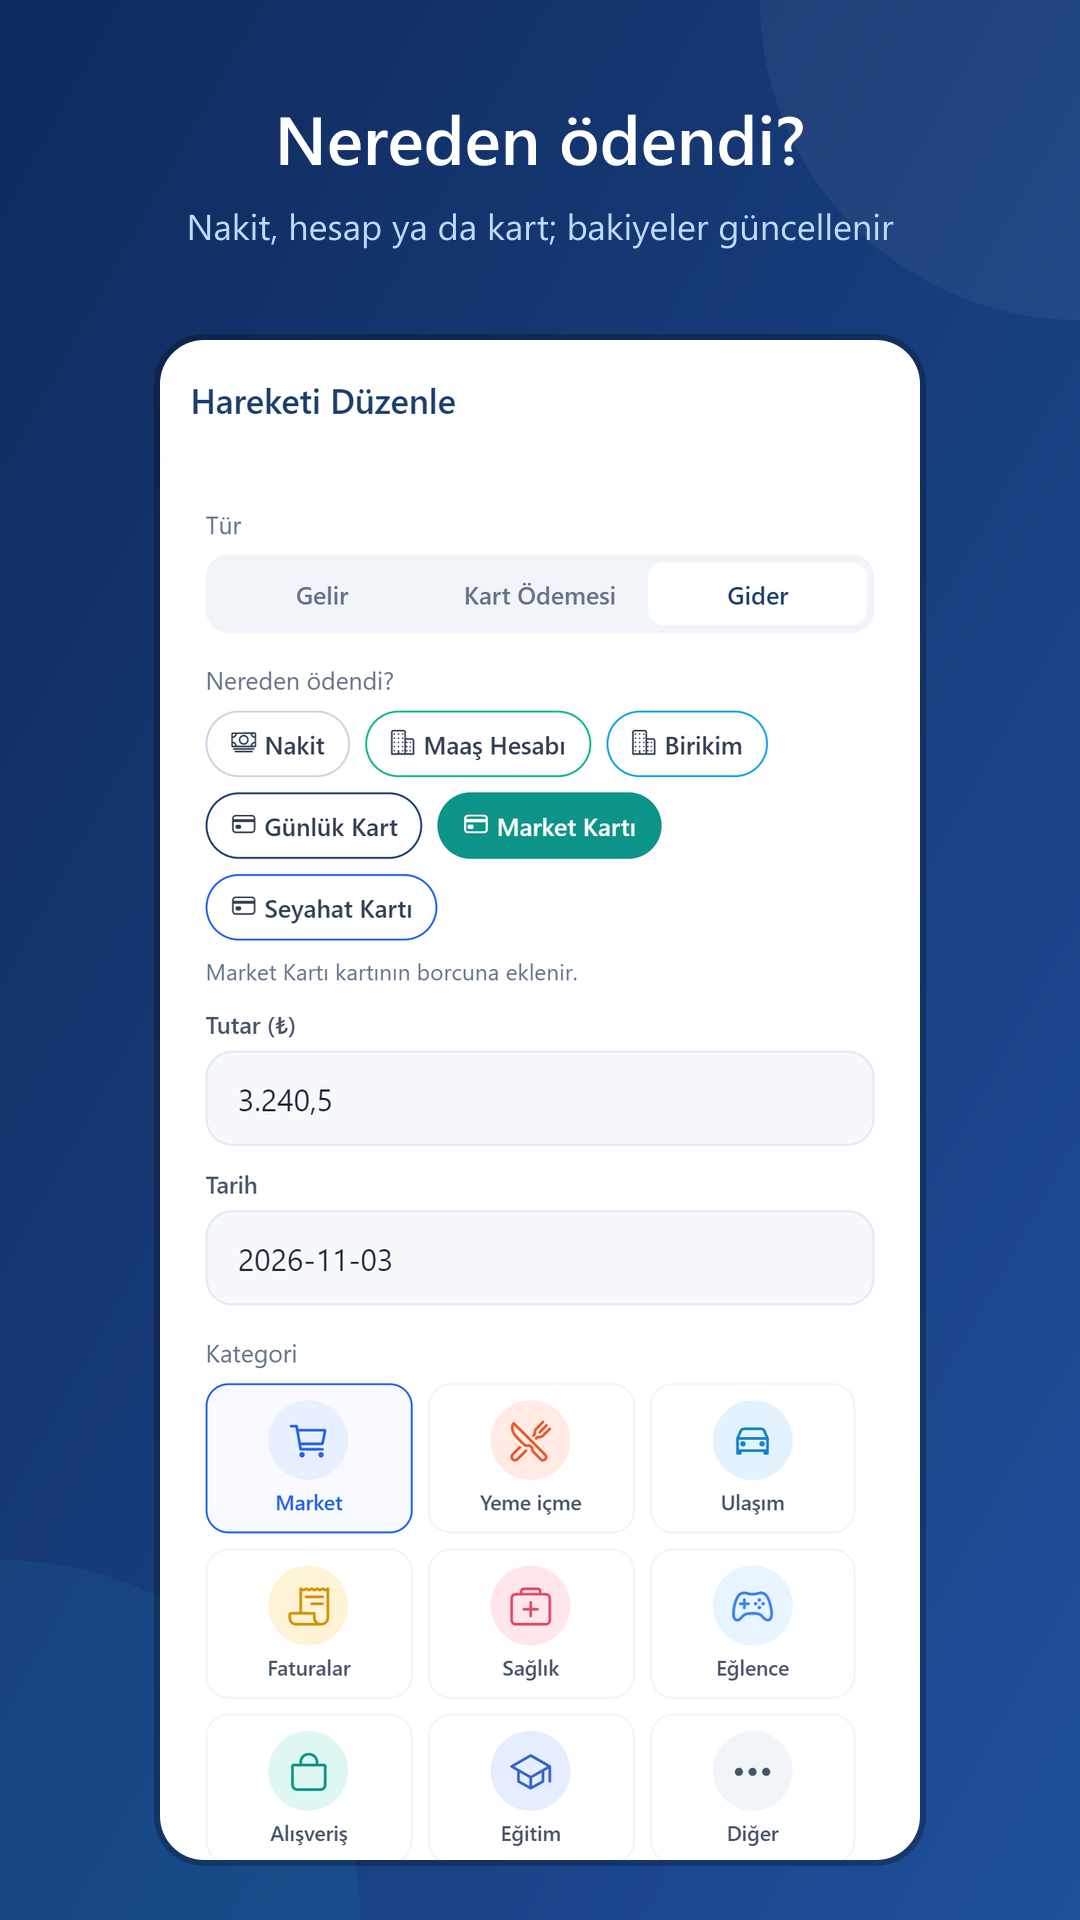 Nereden ödendi?
Nakit, hesap ya da kart; bakiyeler güncellenir
Hareketi Düzenle
Tür
Gelir Kart Ödemesi Gider
Nereden ödendi?
Nakit Maaş Hesabı Birikim
Günlük Kart Market Kartı
Seyahat Kartı
Market Kartı kartının borcuna eklenir.
Tutar (₺)
3.240,5
Tarih
2026-11-03
Kategori
Market Yeme içme Ulaşım
Faturalar Sağlık Eğlence
Alışveriş Eğitim Diğer